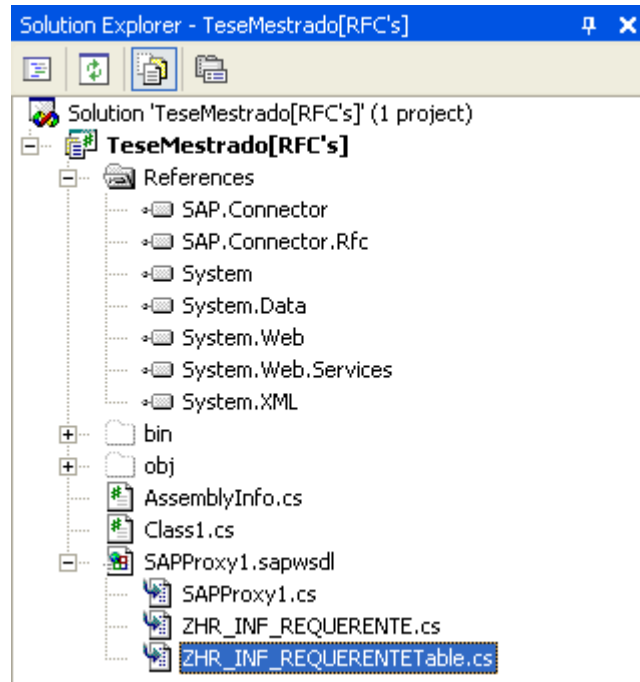 Solution Explorer - TeseMestrado[RFC's]
Solution 'TeseMestrado[RFC's]' (1 project)
TeseMestrado[RFC's]
References
SAP.Connector
SAP.Connector.Rfc
System
System.Data
System.Web
System.Web.Services
System.XML
bin
obj
AssemblyInfo.cs
Class1.cs
SAPProxy1.sapwsdl
SAPProxy1.cs
ZHR_INF_REQUERENTE.cs
ZHR_INF_REQUERENTETable.cs